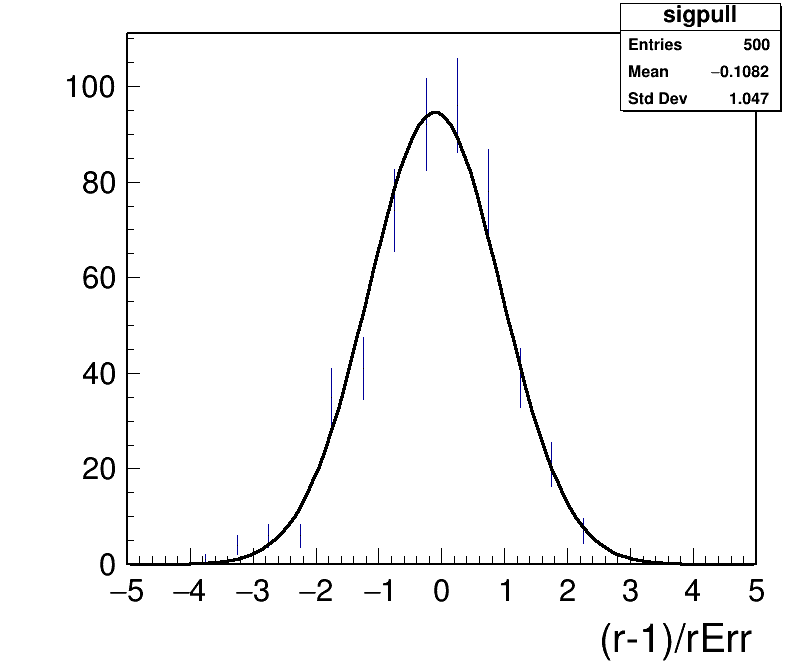 sigpull
Entries 500
Mean −0.1082
Std Dev 1.047
100
80
60
40
20
0
−5 −4 −3 −2 −1 0 1 2 3 4 5
(r-1)/rErr